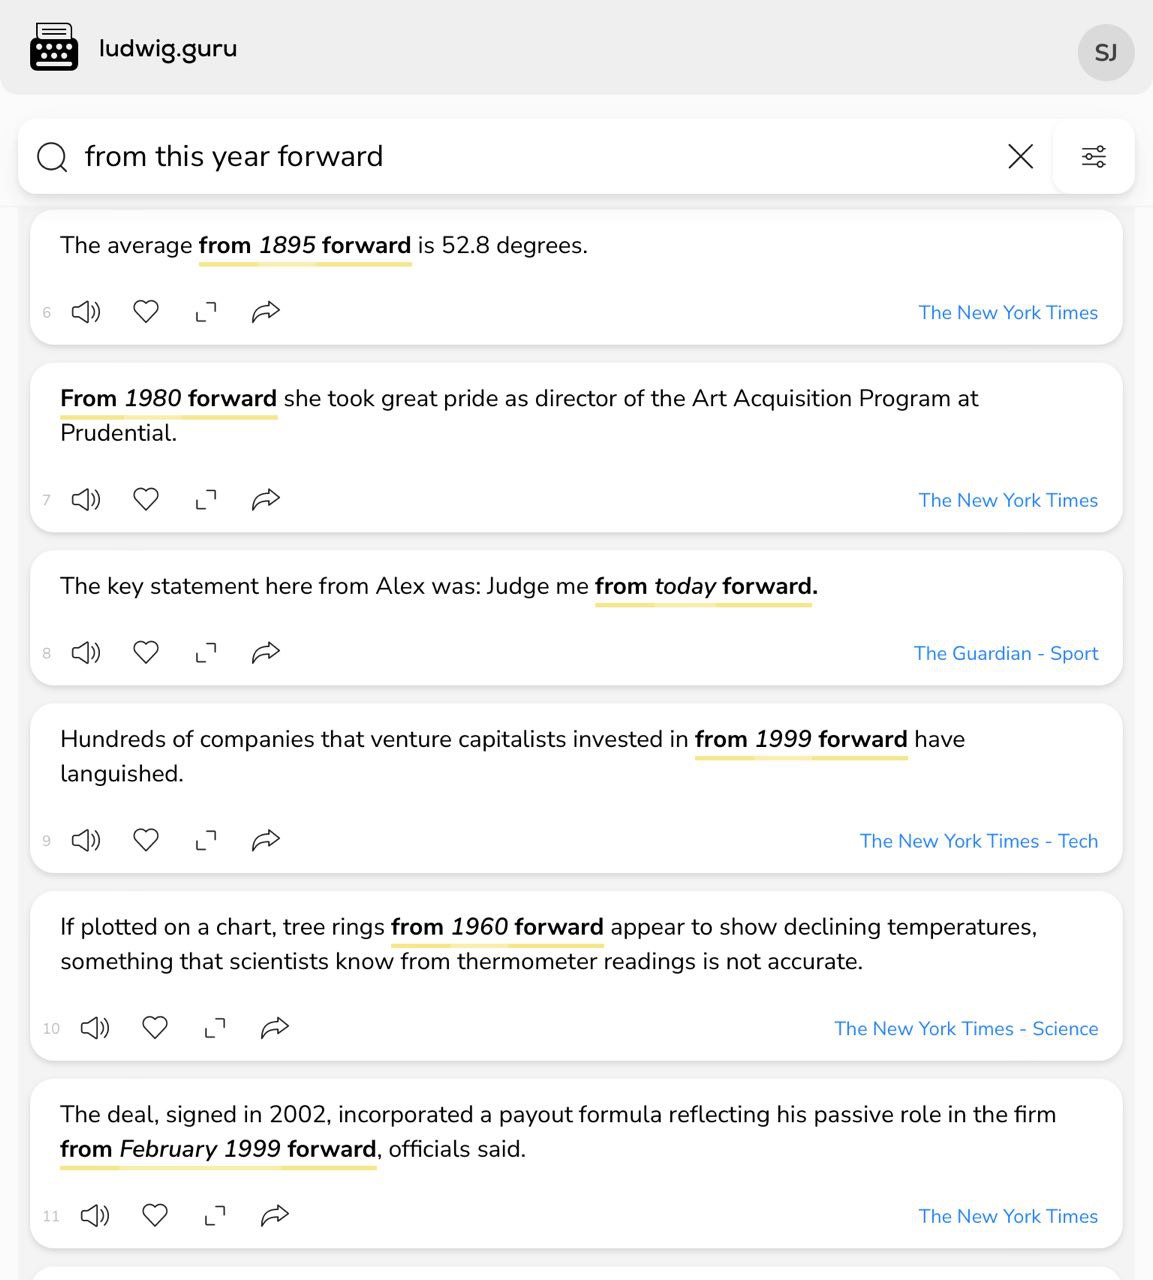 ludwig.guru
SJ
from this year forward
The average from 1895 forward is 52.8 degrees.
6
The New York Times
From 1980 forward she took great pride as director of the Art Acquisition Program at
Prudential.
7
The New York Times
The key statement here from Alex was: Judge me from today forward.
8
The Guardian - Sport
Hundreds of companies that venture capitalists invested in from 1999 forward have
languished.
9
The New York Times - Tech
If plotted on a chart, tree rings from 1960 forward appear to show declining temperatures,
something that scientists know from thermometer readings is not accurate.
10
The New York Times - Science
The deal, signed in 2002, incorporated a payout formula reflecting his passive role in the firm
from February 1999 forward, officials said.
11
The New York Times